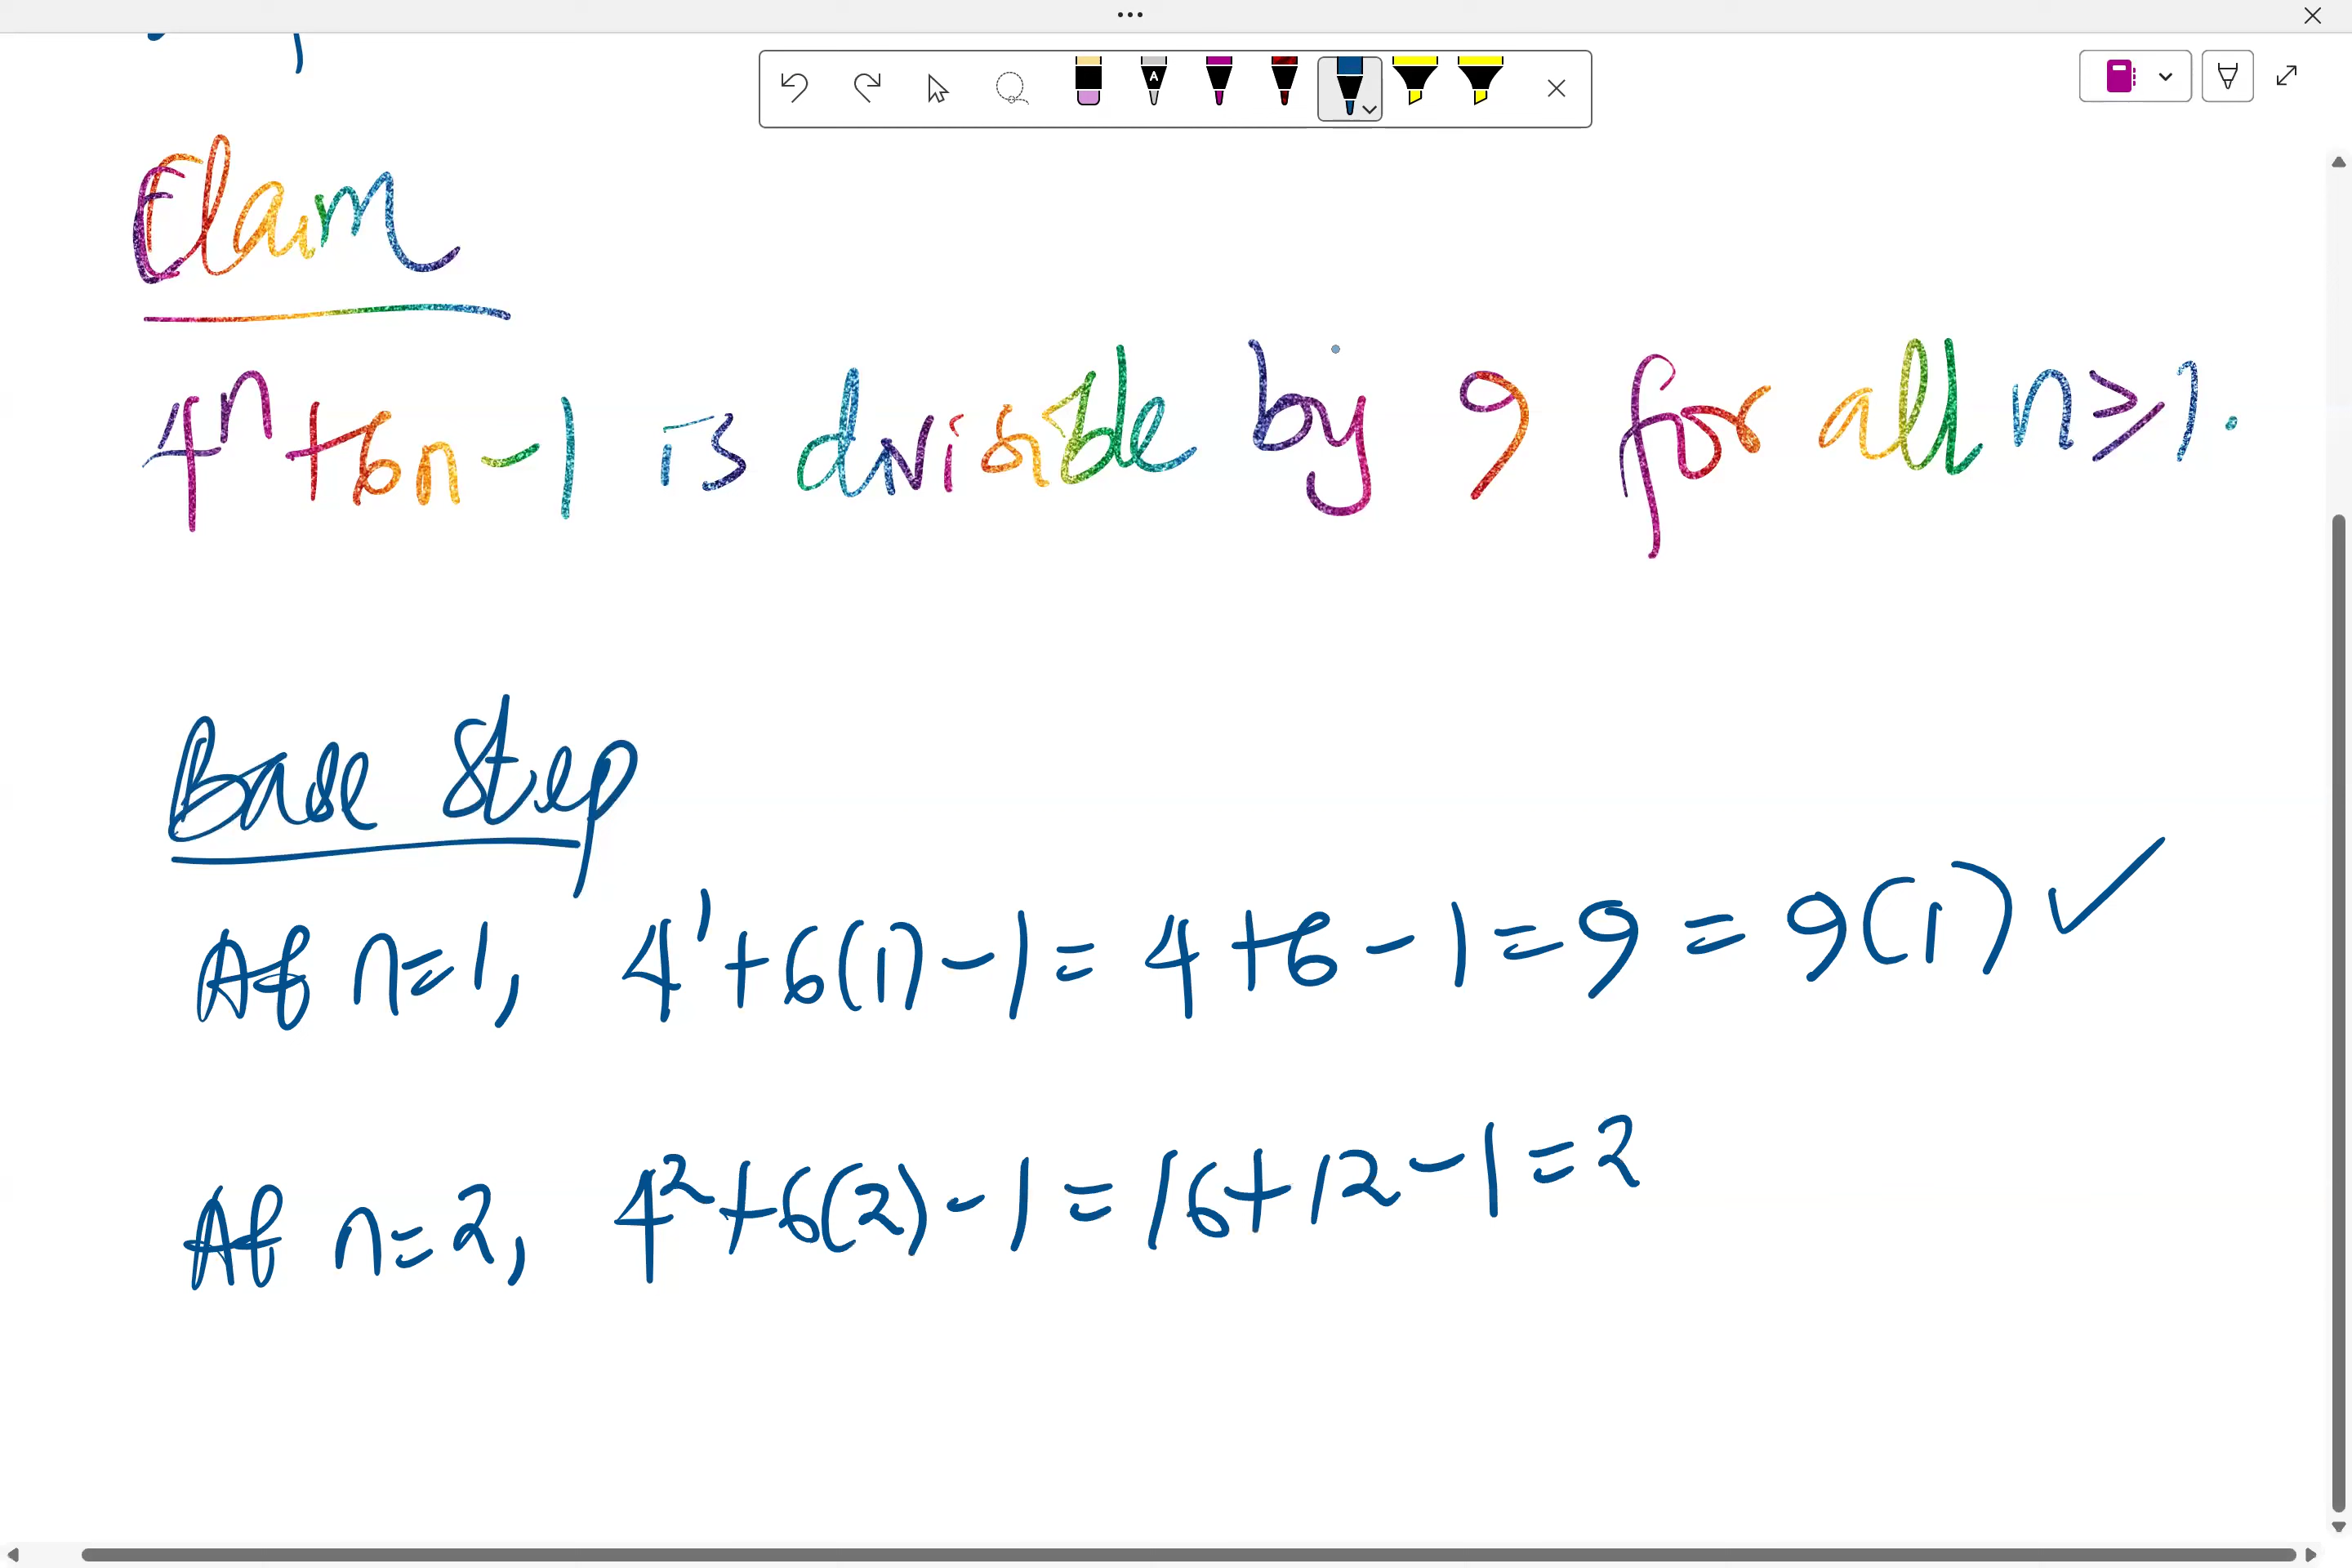 Claim
4ⁿ+6n-1 is divisible by 9 for all n≥1.
Base Step
At n=1, 4¹+6(1)-1=4+6-1=9=9(1)✓
At n=2, 4²+6(2)-1=16+12-1=2